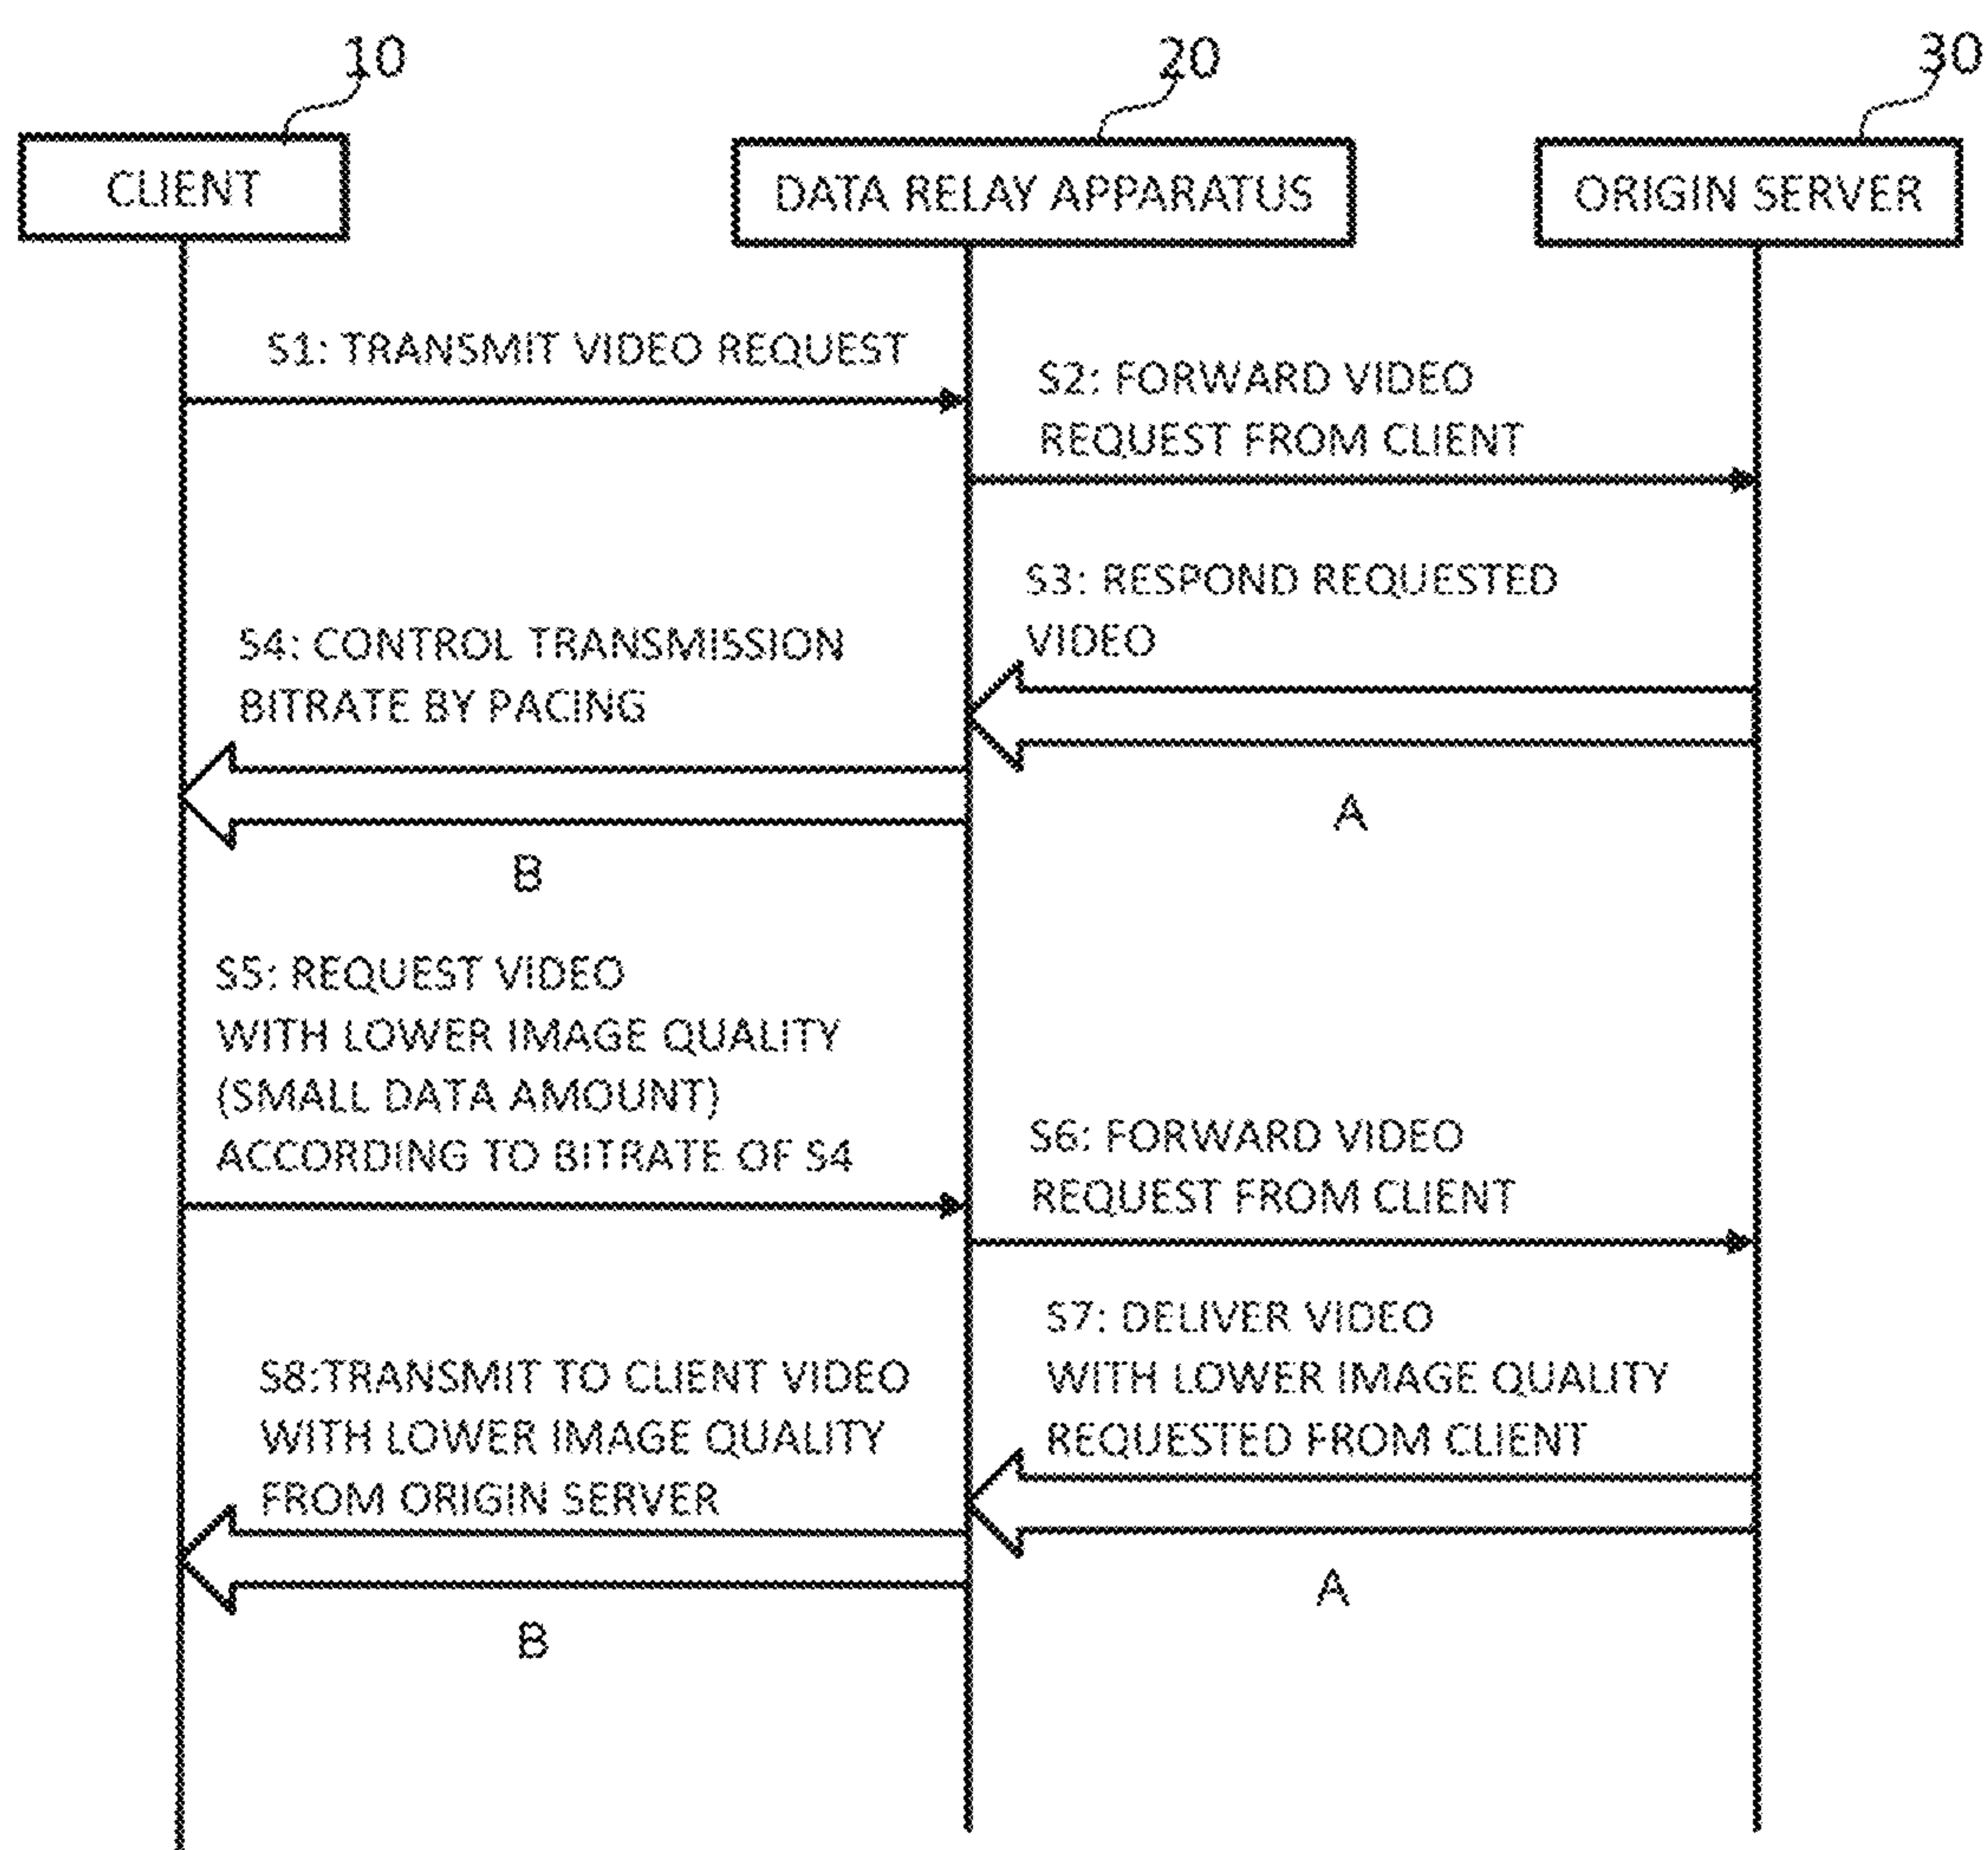 10
20
30
CLIENT
DATA RELAY APPARATUS
ORIGIN SERVER
S1: TRANSMIT VIDEO REQUEST
S2: FORWARD VIDEO
REQUEST FROM CLIENT
S3: RESPOND REQUESTED
VIDEO
S4: CONTROL TRANSMISSION
BITRATE BY PACING
A
B
S5: REQUEST VIDEO
WITH LOWER IMAGE QUALITY
(SMALL DATA AMOUNT)
ACCORDING TO BITRATE OF S4
S6: FORWARD VIDEO
REQUEST FROM CLIENT
S7: DELIVER VIDEO
WITH LOWER IMAGE QUALITY
REQUESTED FROM CLIENT
S8:TRANSMIT TO CLIENT VIDEO
WITH LOWER IMAGE QUALITY
FROM ORIGIN SERVER
A
B